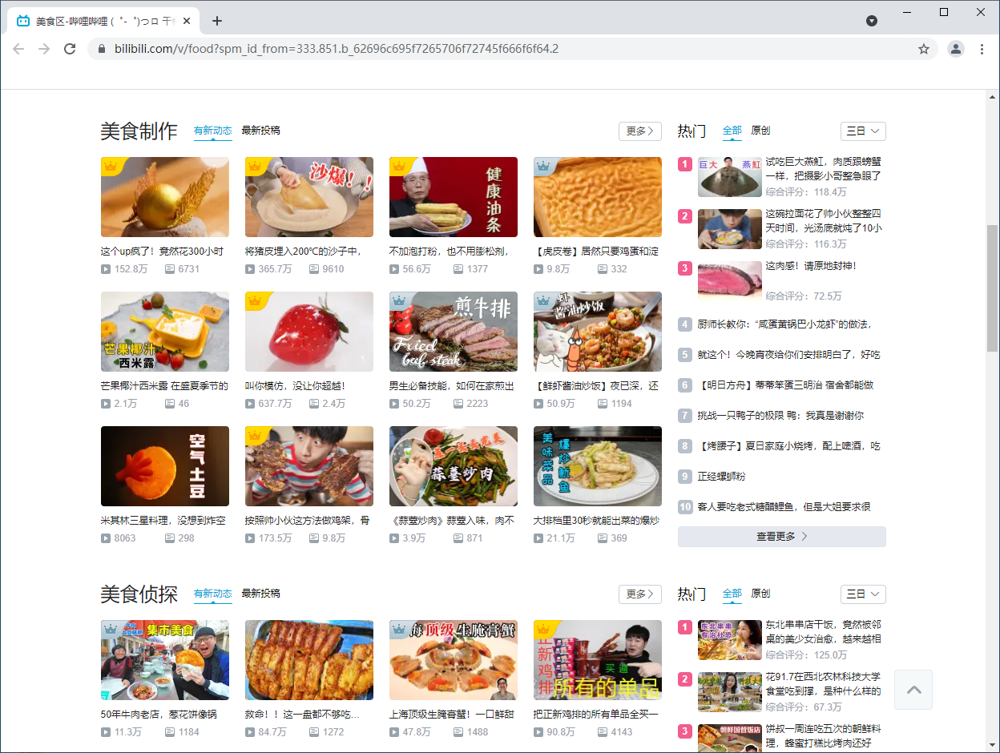 美食区-哔哩哔哩 (゜-゜)つロ 干
bilibili.com/v/food?spm_id_from=333.851.b_62696c695f7265706f72745f666f6f64.2
美食制作 有新动态 最新投稿 更多
这个up疯了！竟然花300小时
152.8万 6731
沙爆！！
将猪皮埋入200℃的沙子中，
365.7万 9610
健康油条
不加泡打粉，也不用膨松剂，
56.6万 1377
【虎皮卷】居然只要鸡蛋和淀
9.8万 332
芒果椰汁
西米露
芒果椰汁西米露 在盛夏季节的
2.1万 46
叫你模仿，没让你超越！
637.7万 2.4万
煎牛排
Fried
beef steak
男生必备技能，如何在家煎出
50.2万 2223
虾
酱油炒饭
【鲜虾酱油炒饭】夜已深，还
50.9万 1194
空气土豆
米其林三星料理，没想到炸空
8063 298
按照帅小伙这方法做鸡架，骨
173.5万 9.8万
蒜薹炒肉
《蒜薹炒肉》蒜薹入味，肉不
3.9万 871
美味菜品
爆炒鱿鱼
大排档里30秒就能出菜的爆炒
21.1万 369
热门 全部 原创 三日
1
巨大 燕魟
试吃巨大燕魟，肉质跟螃蟹
一样，把摄影小哥整急眼了
综合评分：118.4万
2
这碗拉面花了帅小伙整整四
天时间，光汤底就炖了10小
综合评分：116.3万
3
这肉感！请原地封神！
综合评分：72.5万
4 厨师长教你：“咸蛋黄锅巴小龙虾”的做法，
5 就这个！今晚宵夜给你们安排明白了，好吃
6 【明日方舟】蒂蒂笨蛋三明治 宿舍都能做
7 挑战一只鸭子的极限 鸭：我真是谢谢你
8 【烤腰子】夏日家庭小烧烤，配上啤酒，吃
9 正经螺蛳粉
10 客人要吃老式糖醋鲤鱼，但是大姐要求很
查看更多
美食侦探 有新动态 最新投稿 更多
集市美食
50年牛肉老店，葱花饼像锅
11.3万 1184
救命！！这一盘都不够吃...
84.7万 1272
海顶级生腌膏蟹
上海顶级生腌膏蟹！一口鲜甜
47.8万 1488
正新鸡排
买遍
所有的单品
把正新鸡排的所有单品全买一
90.8万 4143
热门 全部 原创 三日
1
东北串串
专治社恐
东北串串店干饭，竟然被邻
桌的美少女治愈，越来越相
综合评分：125.0万
2
花91.7在西北农林科技大学
食堂吃到撑，是种什么样的
综合评分：67.3万
3
朝鲜国营饭店
饼叔一周连吃五次的朝鲜料
理，蜂蜜打糕比烤肉还好